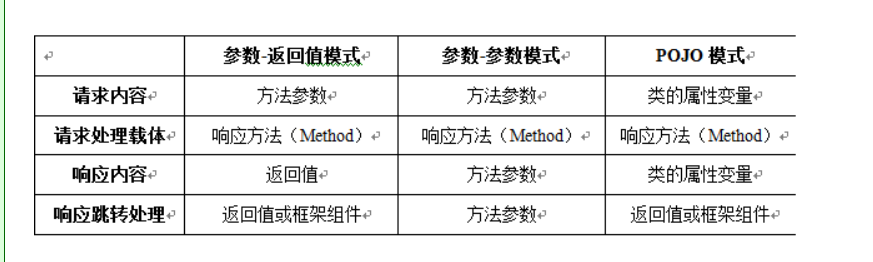 参数-返回值模式 参数-参数模式 POJO 模式
请求内容 方法参数 方法参数 类的属性变量
请求处理载体 响应方法（Method） 响应方法（Method） 响应方法（Method）
响应内容 返回值 方法参数 类的属性变量
响应跳转处理 返回值或框架组件 方法参数 返回值或框架组件